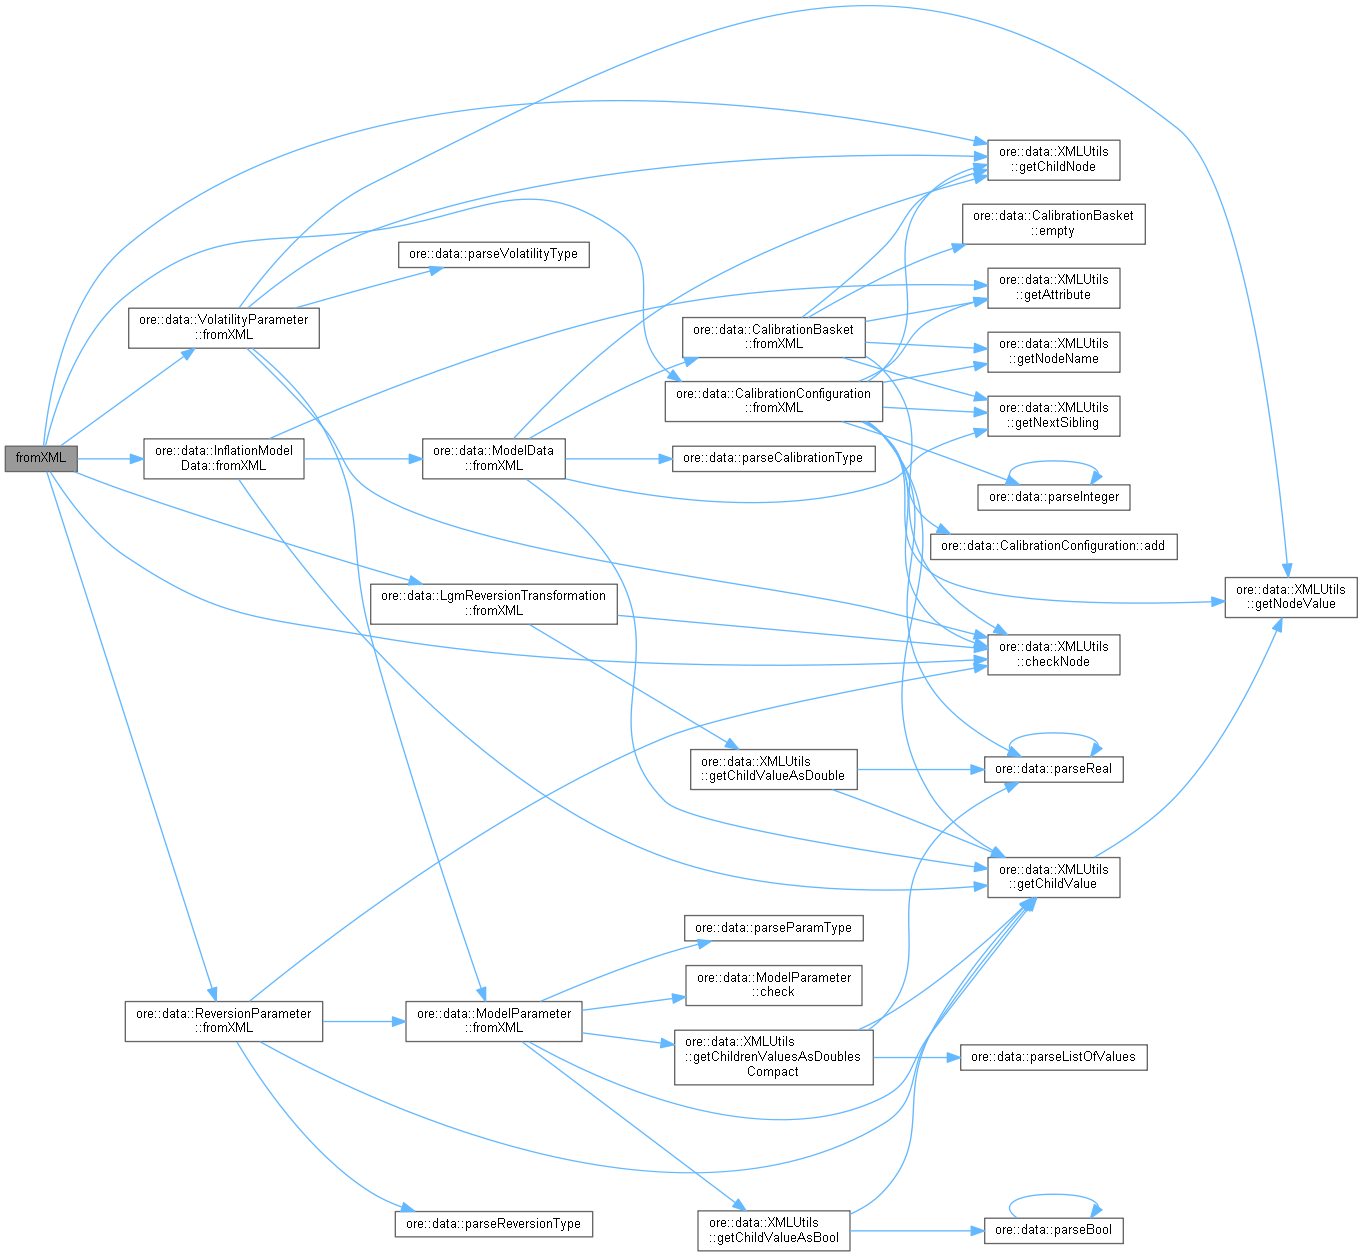 fromXML
ore::data::VolatilityParameter
::fromXML
ore::data::InflationModel
Data::fromXML
ore::data::ReversionParameter
::fromXML
ore::data::parseVolatilityType
ore::data::ModelData
::fromXML
ore::data::LgmReversionTransformation
::fromXML
ore::data::ModelParameter
::fromXML
ore::data::parseReversionType
ore::data::CalibrationBasket
::fromXML
ore::data::CalibrationConfiguration
::fromXML
ore::data::parseCalibrationType
ore::data::XMLUtils
::getChildValueAsDouble
ore::data::parseParamType
ore::data::ModelParameter
::check
ore::data::XMLUtils
::getChildrenValuesAsDoubles
Compact
ore::data::XMLUtils
::getChildValueAsBool
ore::data::XMLUtils
::getChildNode
ore::data::CalibrationBasket
::empty
ore::data::XMLUtils
::getAttribute
ore::data::XMLUtils
::getNodeName
ore::data::XMLUtils
::getNextSibling
ore::data::parseInteger
ore::data::CalibrationConfiguration::add
ore::data::XMLUtils
::checkNode
ore::data::parseReal
ore::data::XMLUtils
::getChildValue
ore::data::parseListOfValues
ore::data::parseBool
ore::data::XMLUtils
::getNodeValue